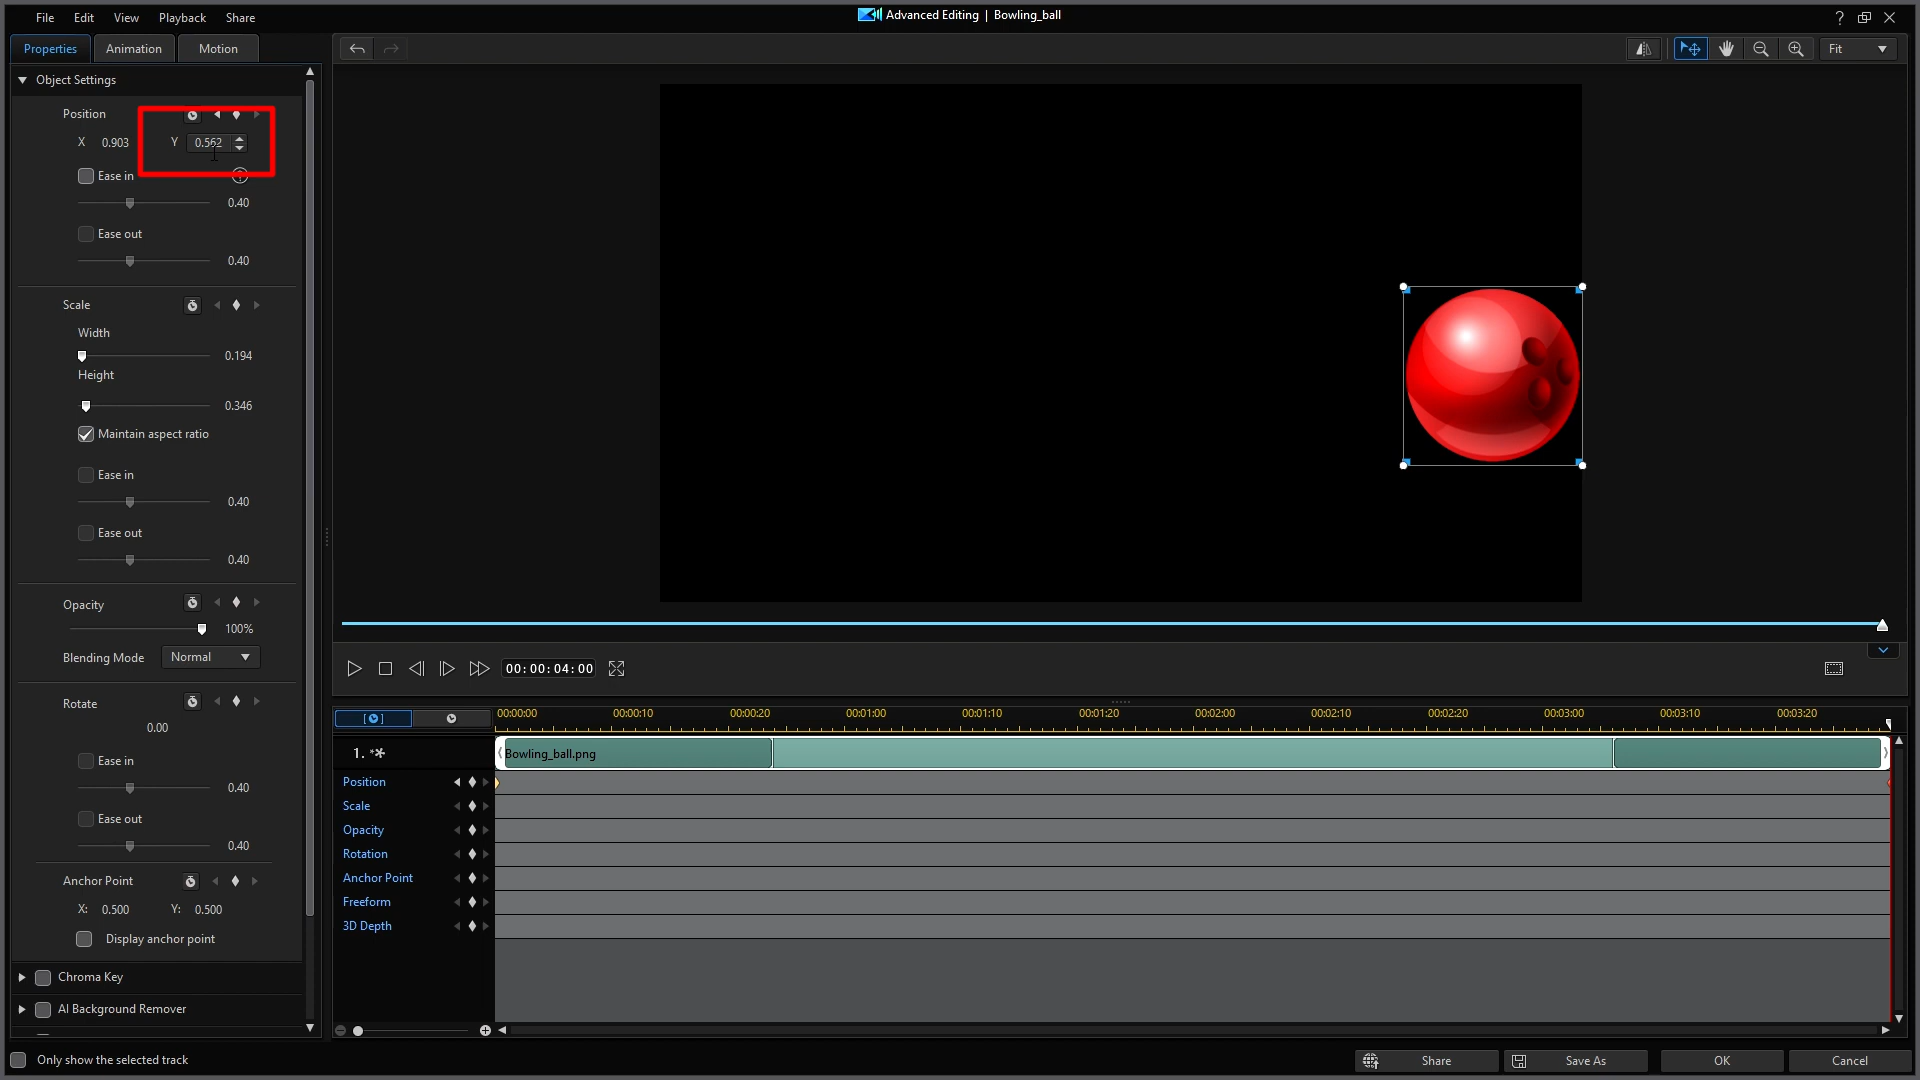 File Edit View Playback Share
Advanced Editing | Bowling_ball
?
Properties Animation Motion
Fit
Object Settings
Position
X 0.903 Y 0.562
Ease in
0.40
Ease out
0.40
Scale
Width
0.194
Height
0.346
Maintain aspect ratio
Ease in
0.40
Ease out
0.40
Opacity
100%
Blending Mode Normal
Rotate
0.00
Ease in
0.40
Ease out
0.40
Anchor Point
X: 0.500 Y: 0.500
Display anchor point
Chroma Key
AI Background Remover
00:00:04:00
00:00:00 00:00:10 00:00:20 00:01:00 00:01:10 00:01:20 00:02:00 00:02:10 00:02:20 00:03:00 00:03:10 00:03:20
1. Bowling_ball.png
Position
Scale
Opacity
Rotation
Anchor Point
Freeform
3D Depth
Only show the selected track
Share Save As OK Cancel